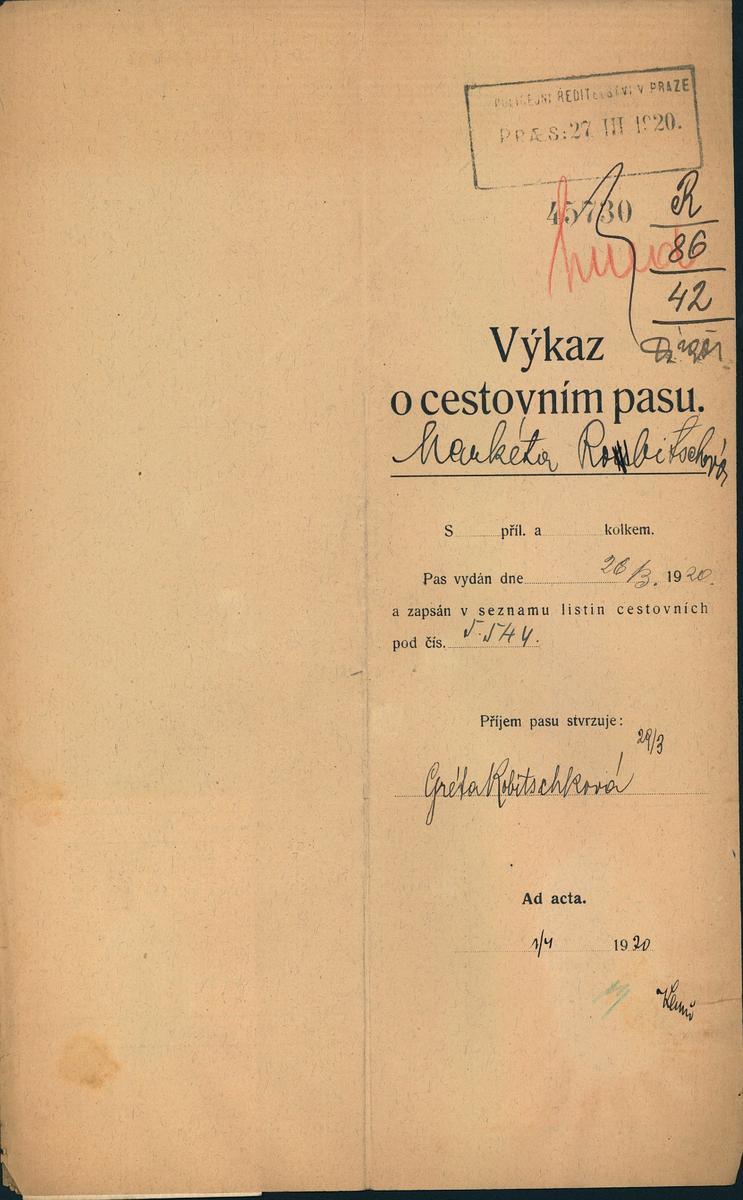 POLICEJNÍ ŘEDITELSTVÍ V PRAZE
PRÆS: 27 III 1920.
45730
R
86
42
Výkaz
o cestovním pasu.
Markéta
S příl. a kolkem.
Pas vydán dne 26/3. 1920.
a zapsán v seznamu listin cestovních
pod čís. 5.544.
Příjem pasu stvrzuje:
29/3
Gréta Robitschková
Ad acta.
1/4 1920